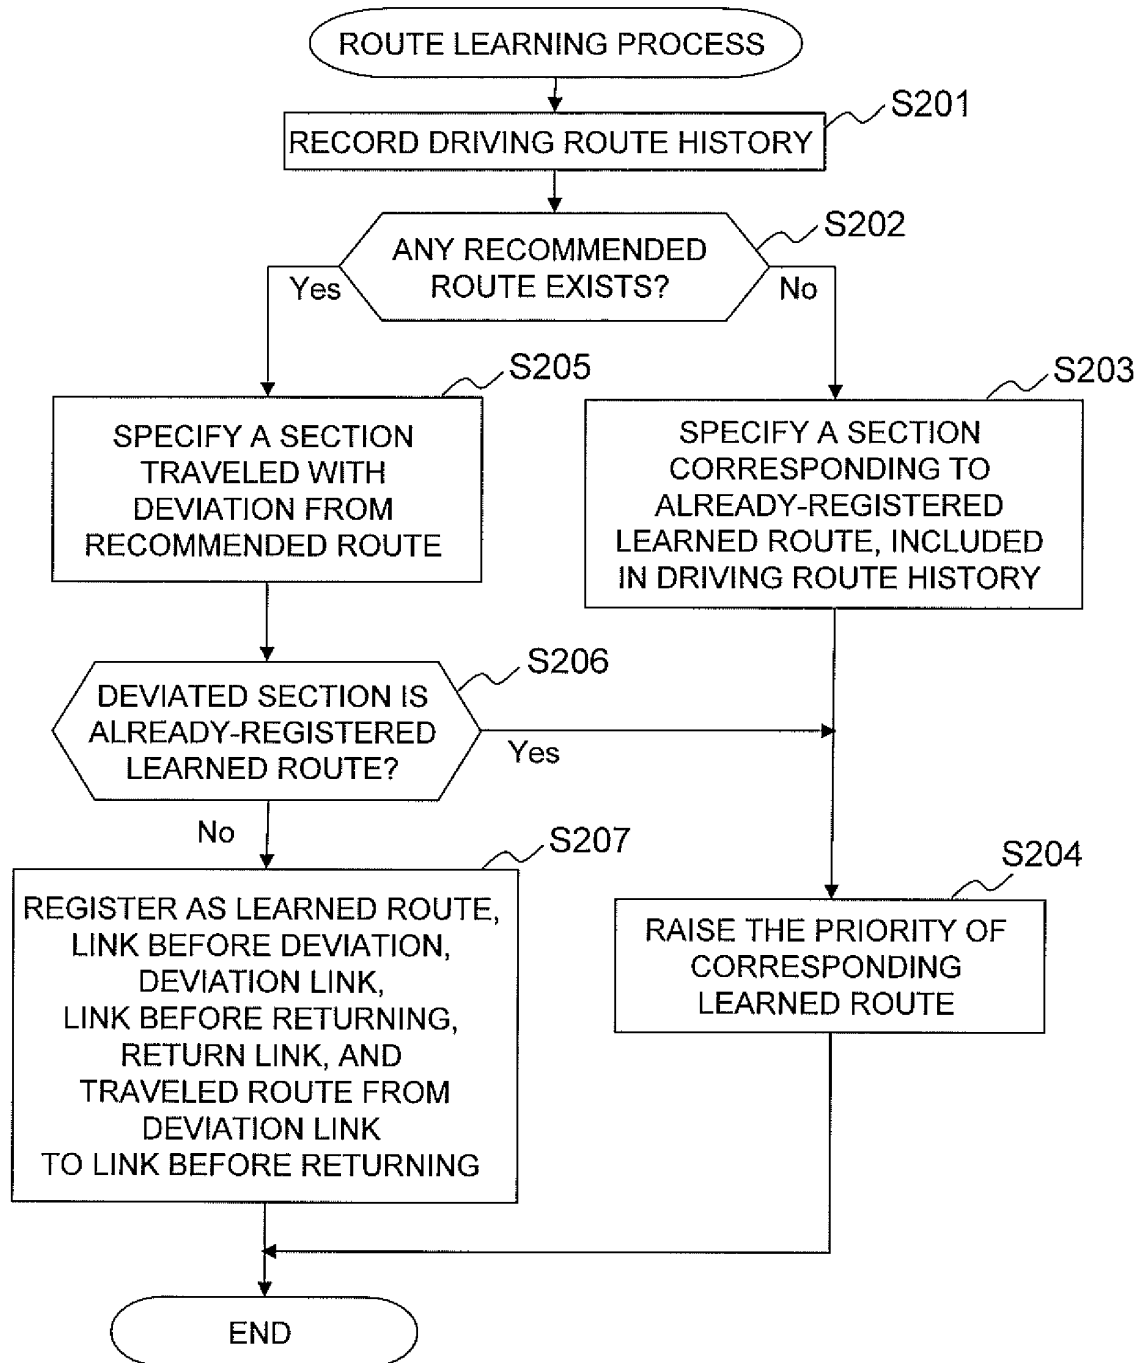 ROUTE LEARNING PROCESS
S201
RECORD DRIVING ROUTE HISTORY
S202
ANY RECOMMENDED
ROUTE EXISTS?
Yes
No
S205
SPECIFY A SECTION
TRAVELED WITH
DEVIATION FROM
RECOMMENDED ROUTE
S203
SPECIFY A SECTION
CORRESPONDING TO
ALREADY-REGISTERED
LEARNED ROUTE, INCLUDED
IN DRIVING ROUTE HISTORY
S206
DEVIATED SECTION IS
ALREADY-REGISTERED
LEARNED ROUTE?
Yes
No
S207
REGISTER AS LEARNED ROUTE,
LINK BEFORE DEVIATION,
DEVIATION LINK,
LINK BEFORE RETURNING,
RETURN LINK, AND
TRAVELED ROUTE FROM
DEVIATION LINK
TO LINK BEFORE RETURNING
S204
RAISE THE PRIORITY OF
CORRESPONDING
LEARNED ROUTE
END